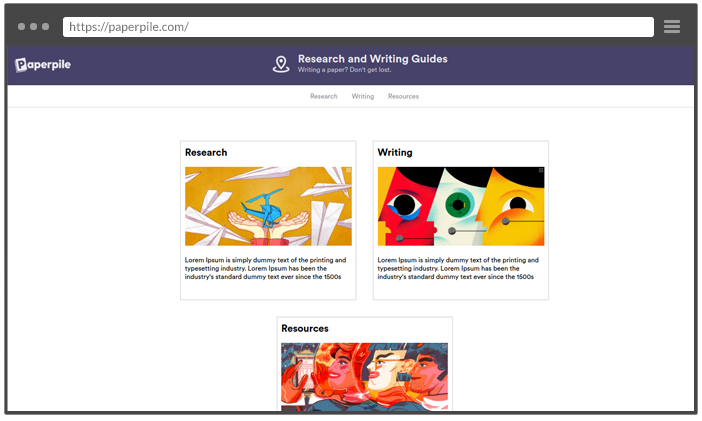 https://paperpile.com/
Paperpile
Research and Writing Guides
Writing a paper? Don't get lost.
Research Writing Resources
Research
Lorem Ipsum is simply dummy text of the printing and
typesetting industry. Lorem Ipsum has been the
industry's standard dummy text ever since the 1500s
Writing
Lorem Ipsum is simply dummy text of the printing and
typesetting industry. Lorem Ipsum has been the
industry's standard dummy text ever since the 1500s
Resources